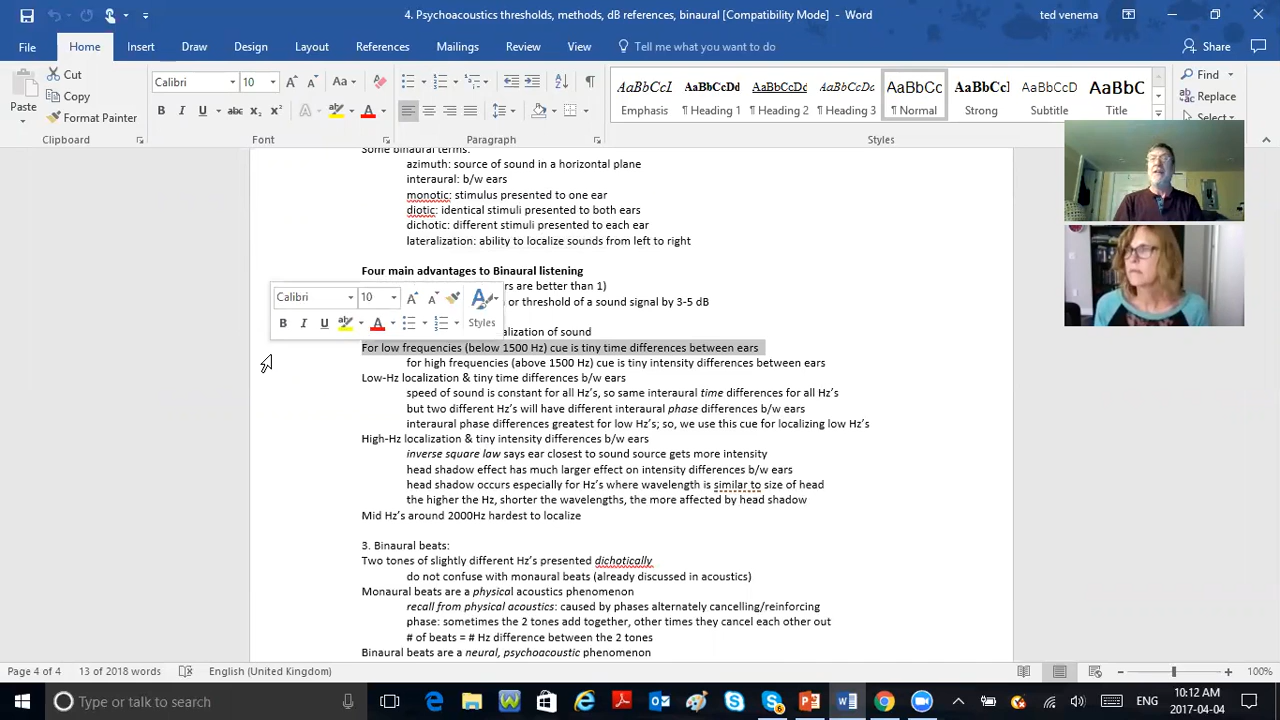 4. Psychoacoustics thresholds, methods, dB references, binaural [Compatibility Mode] - Word
ted venema
File Home Insert Draw Design Layout References Mailings Review View Tell me what you want to do Share
Paste
Cut
Copy
Format Painter
Clipboard
Calibri 10
Font
Paragraph
AaBbCcL Emphasis
AaBbCcDc ¶ Heading 1
AaBbCcDd ¶ Heading 2
AaBbCcDc ¶ Heading 3
AaBbCc ¶ Normal
AaBbCc Strong
AaBbCcD Subtitle
AaBbCc Title
Styles
Find
Replace
Select
Some binaural terms:
azimuth: source of sound in a horizontal plane
interaural: b/w ears
monotic: stimulus presented to one ear
diotic: identical stimuli presented to both ears
dichotic: different stimuli presented to each ear
lateralization: ability to localize sounds from left to right
Four main advantages to Binaural listening
are better than 1)
or threshold of a sound signal by 3-5 dB
of sound
Calibri 10
Styles
For low frequencies (below 1500 Hz) cue is tiny time differences between ears
for high frequencies (above 1500 Hz) cue is tiny intensity differences between ears
Low-Hz localization & tiny time differences b/w ears
speed of sound is constant for all Hz's, so same interaural time differences for all Hz's
but two different Hz's will have different interaural phase differences b/w ears
interaural phase differences greatest for low Hz's; so, we use this cue for localizing low Hz's
High-Hz localization & tiny intensity differences b/w ears
inverse square law says ear closest to sound source gets more intensity
head shadow effect has much larger effect on intensity differences b/w ears
head shadow occurs especially for Hz's where wavelength is similar to size of head
the higher the Hz, shorter the wavelengths, the more affected by head shadow
Mid Hz's around 2000Hz hardest to localize
3. Binaural beats:
Two tones of slightly different Hz's presented dichotically
do not confuse with monaural beats (already discussed in acoustics)
Monaural beats are a physical acoustics phenomenon
recall from physical acoustics: caused by phases alternately cancelling/reinforcing
phase: sometimes the 2 tones add together, other times they cancel each other out
# of beats = # Hz difference between the 2 tones
Binaural beats are a neural, psychoacoustic phenomenon
Page 4 of 4 13 of 2018 words English (United Kingdom) 100%
Type or talk to search
ENG
10:12 AM
2017-04-04